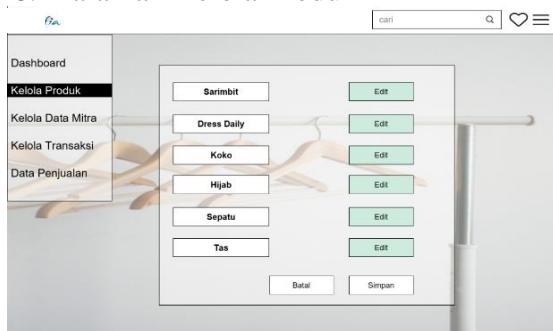 fia
cari
Dashboard
Kelola Produk
Kelola Data Mitra
Kelola Transaksi
Data Penjualan
Sarimbit Edit
Dress Daily Edit
Koko Edit
Hijab Edit
Sepatu Edit
Tas Edit
Batal Simpan